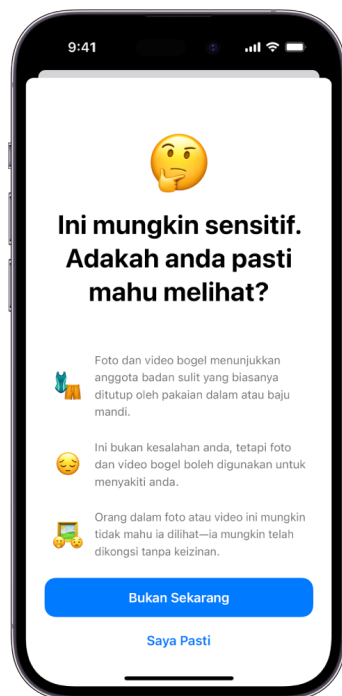 9:41
Ini mungkin sensitif.
Adakah anda pasti
mahu melihat?
Foto dan video bogel menunjukkan
anggota badan sulit yang biasanya
ditutup oleh pakaian dalam atau baju
mandi.
Ini bukan kesalahan anda, tetapi foto
dan video bogel boleh digunakan untuk
menyakiti anda.
Orang dalam foto atau video ini mungkin
tidak mahu ia dilihat—ia mungkin telah
dikongsi tanpa keizinan.
Bukan Sekarang
Saya Pasti